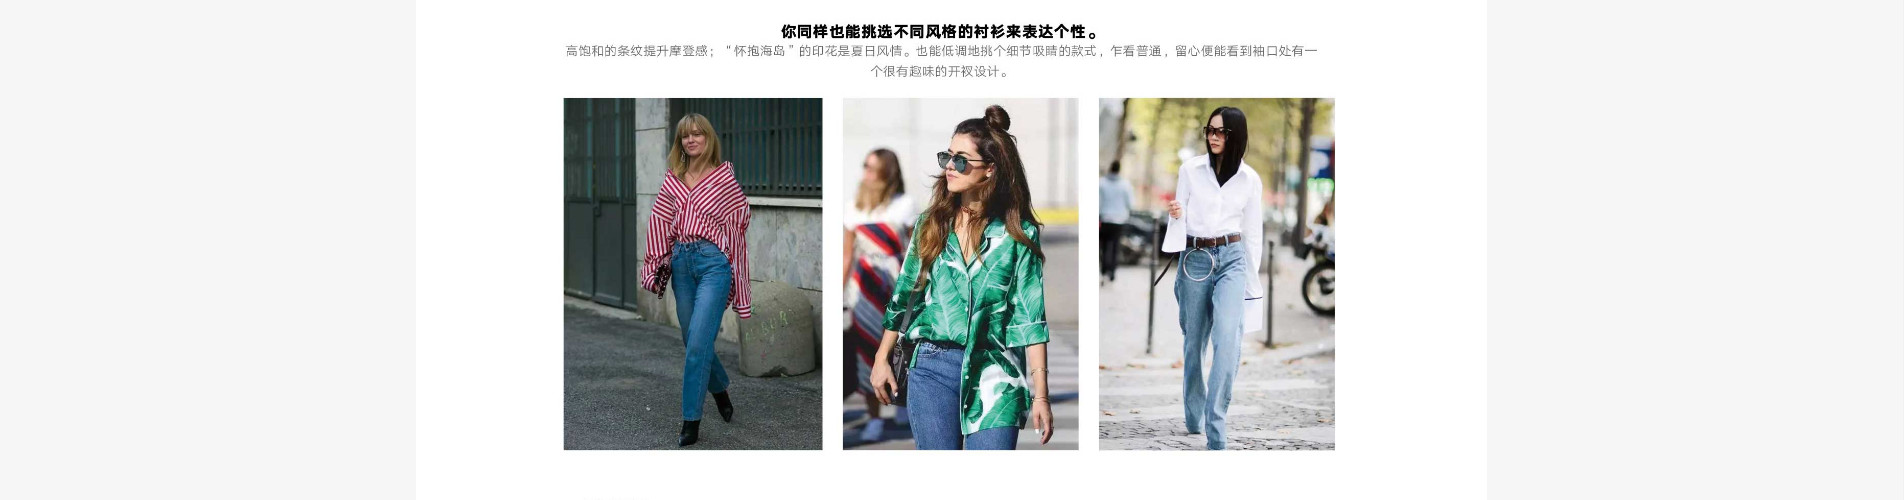 你同样也能挑选不同风格的衬衫来表达个性。
高饱和的条纹提升摩登感；“怀抱海岛”的印花是夏日风情。也能低调地挑个细节吸睛的款式，乍看普通，留心便能看到袖口处有一
个很有趣味的开衩设计。